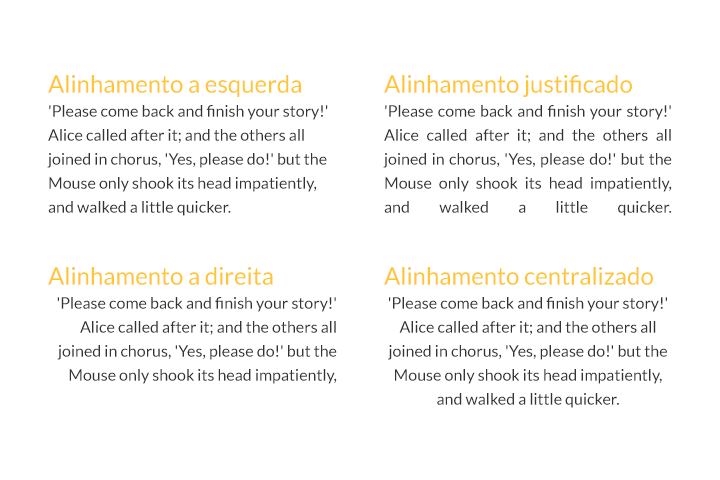 Alinhamento a esquerda
'Please come back and finish your story!'
Alice called after it; and the others all
joined in chorus, 'Yes, please do!' but the
Mouse only shook its head impatiently,
and walked a little quicker.
Alinhamento justificado
'Please come back and finish your story!'
Alice called after it; and the others all
joined in chorus, 'Yes, please do!' but the
Mouse only shook its head impatiently,
and walked a little quicker.
Alinhamento a direita
'Please come back and finish your story!'
Alice called after it; and the others all
joined in chorus, 'Yes, please do!' but the
Mouse only shook its head impatiently,
Alinhamento centralizado
'Please come back and finish your story!'
Alice called after it; and the others all
joined in chorus, 'Yes, please do!' but the
Mouse only shook its head impatiently,
and walked a little quicker.